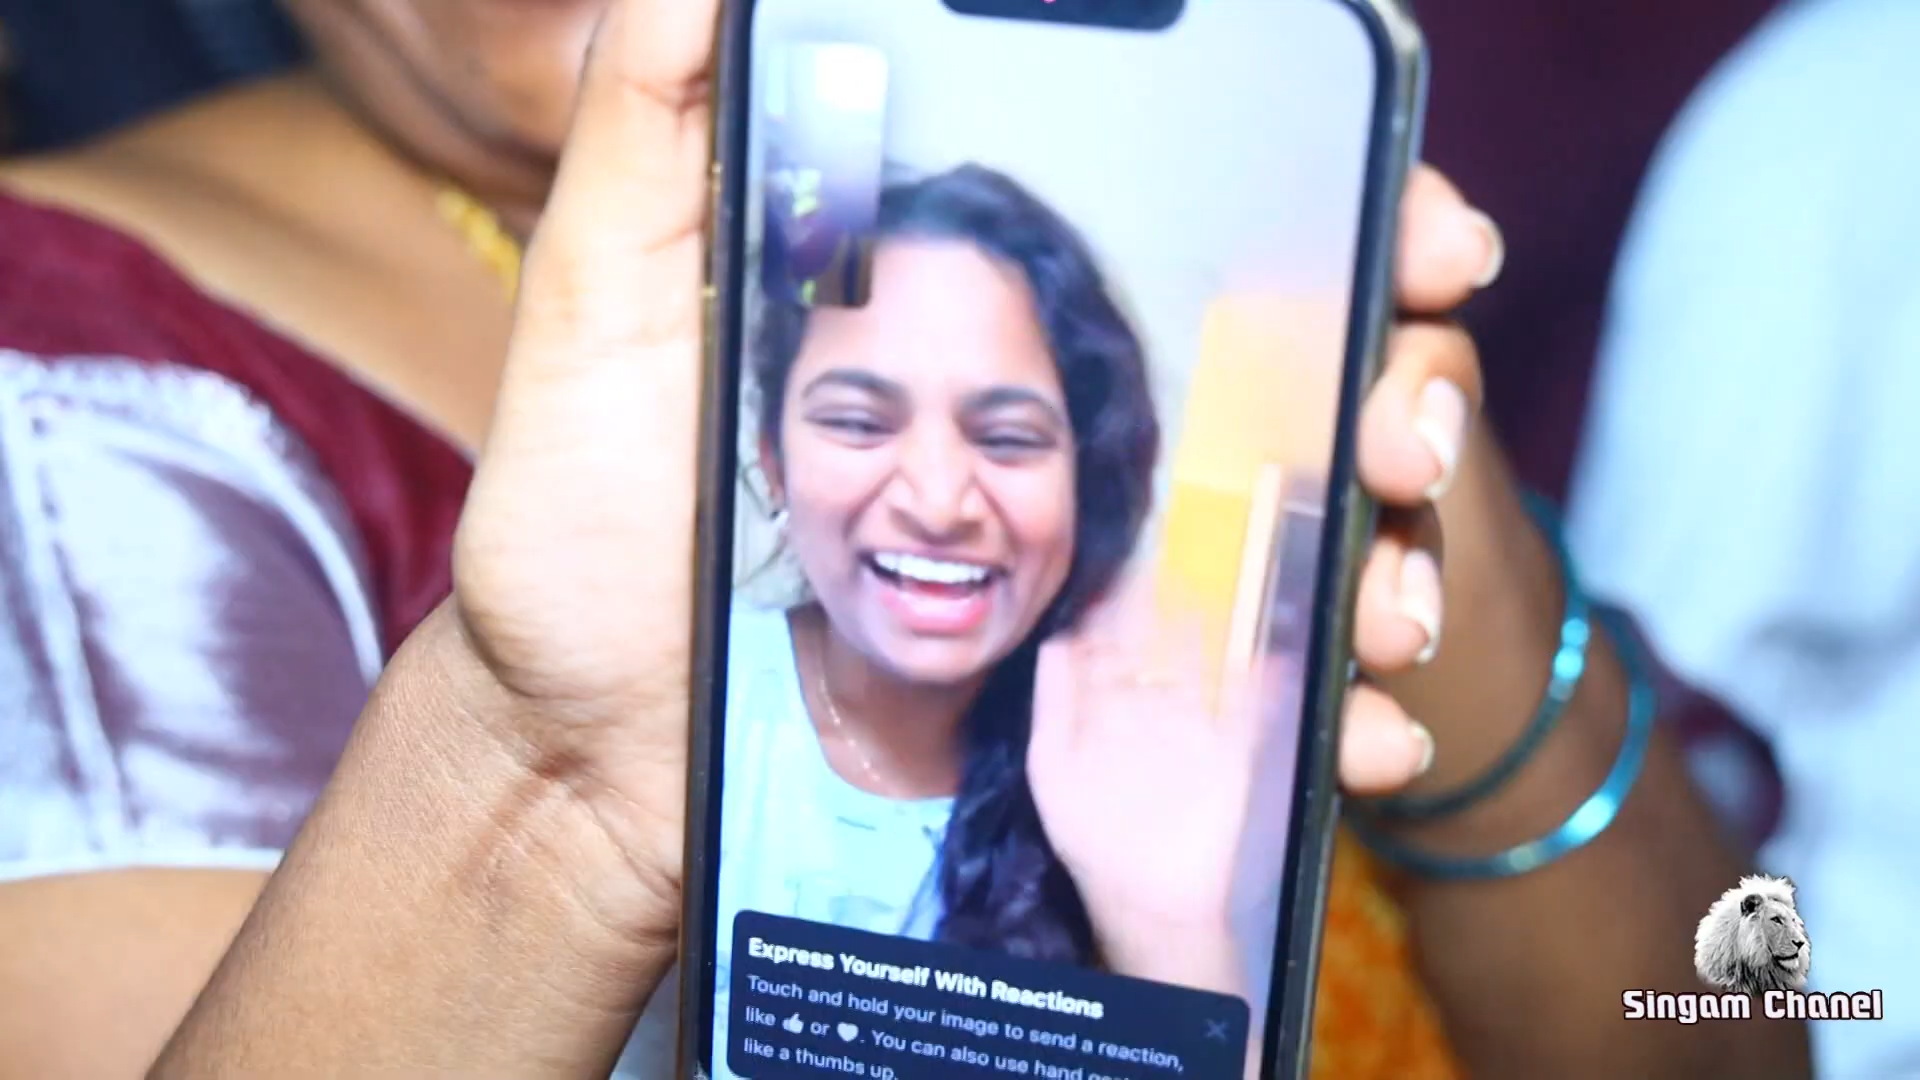 Express Yourself With Reactions
Touch and hold your image to send a reaction,
like 👍 or ♥. You can also use hand
like a thumbs up.
Singam Chanel